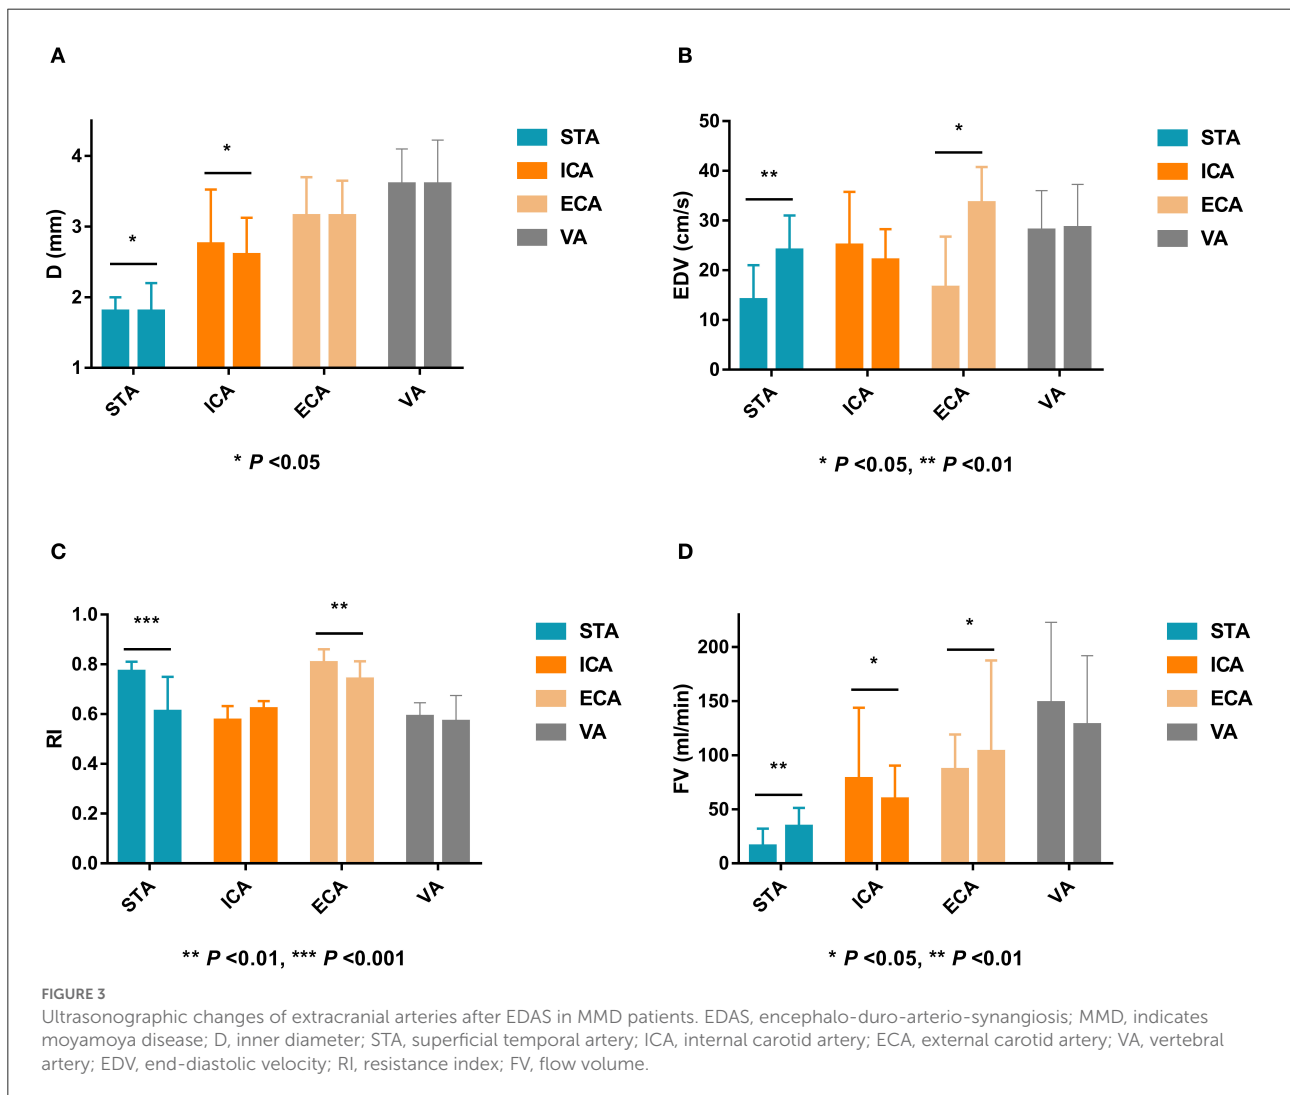 A
*
*
D (mm)
4
3
2
1
STA
ICA
ECA
VA
STA
ICA
ECA
VA
* P <0.05
B
**
*
EDV (cm/s)
50
40
30
20
10
0
STA
ICA
ECA
VA
STA
ICA
ECA
VA
* P <0.05, ** P <0.01
C
***
**
RI
1.0
0.8
0.6
0.4
0.2
0.0
STA
ICA
ECA
VA
STA
ICA
ECA
VA
** P <0.01, *** P <0.001
D
**
*
*
FV (ml/min)
200
150
100
50
0
STA
ICA
ECA
VA
STA
ICA
ECA
VA
* P <0.05, ** P <0.01
FIGURE 3
Ultrasonographic changes of extracranial arteries after EDAS in MMD patients. EDAS, encephalo-duro-arterio-synangiosis; MMD, indicates
moyamoya disease; D, inner diameter; STA, superficial temporal artery; ICA, internal carotid artery; ECA, external carotid artery; VA, vertebral
artery; EDV, end-diastolic velocity; RI, resistance index; FV, flow volume.